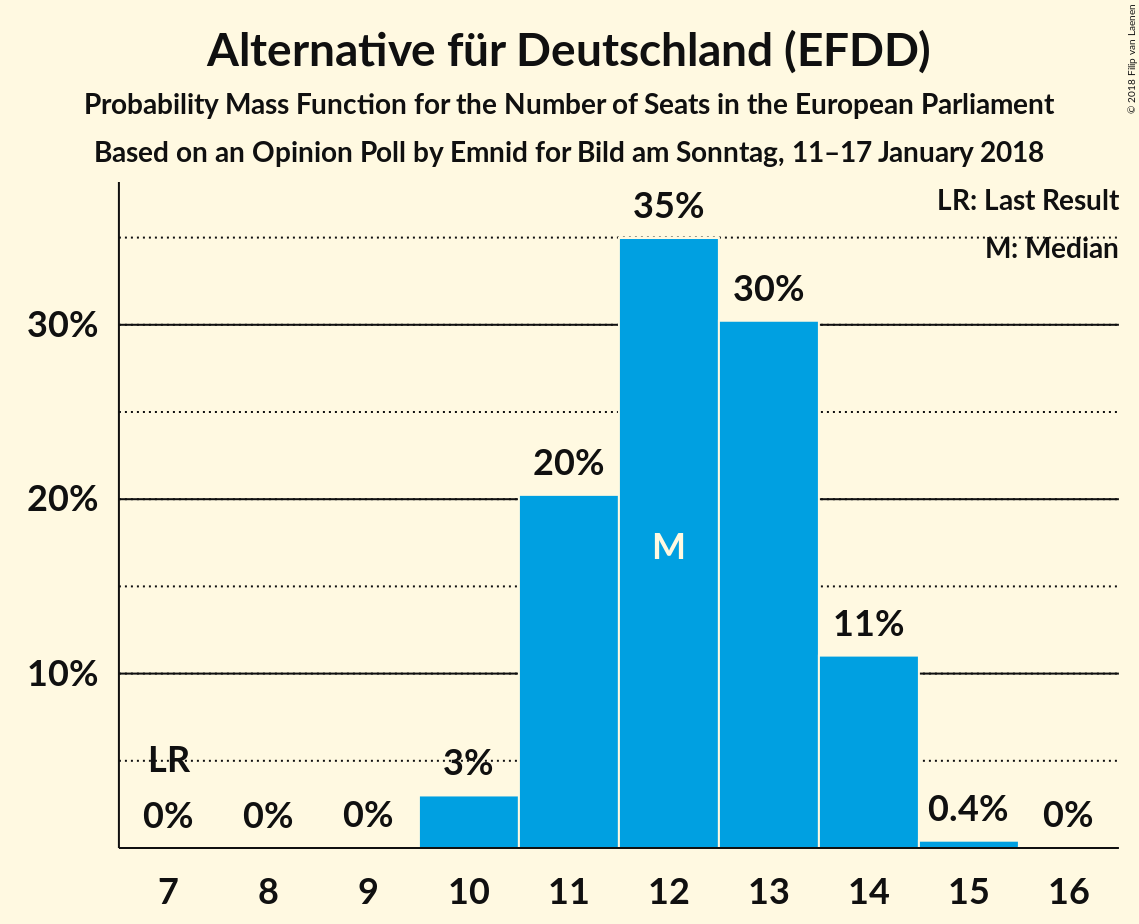 Alternative für Deutschland (EFDD)
Probability Mass Function for the Number of Seats in the European Parliament
Based on an Opinion Poll by Emnid for Bild am Sonntag, 11–17 January 2018
© 2018 Filip van Laenen
LR: Last Result
M: Median
35%
30%
30%
20%
20%
M
11%
10%
LR
3%
0%
0%
0%
0.4%
0%
7 8 9 10 11 12 13 14 15 16